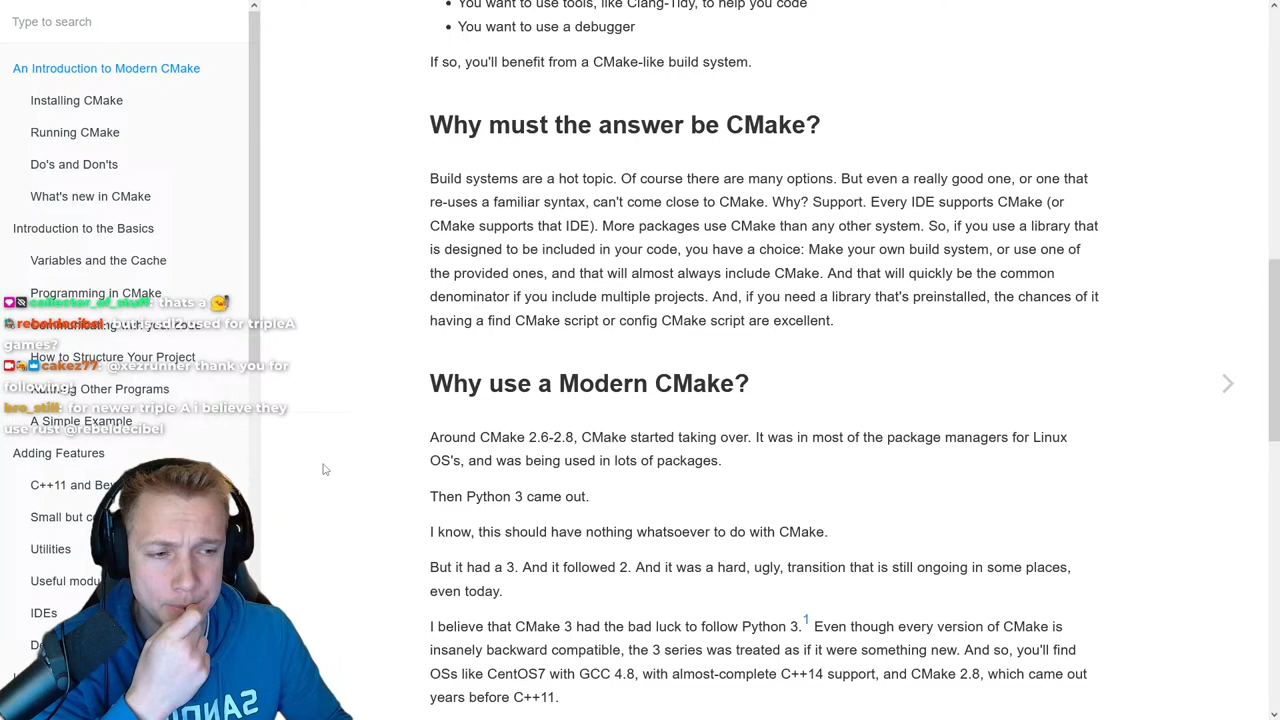 Type to search
An Introduction to Modern CMake
Installing CMake
Running CMake
Do's and Don'ts
What's new in CMake
Introduction to the Basics
Variables and the Cache
Programming in CMake
collector_of_stuff: thats a
rebeldecibel: but is sdl2 used for tripleA
games?
How to Structure Your Project
cakez77: @xezrunner thank you for
following!
Running Other Programs
bro_still: for newer triple A i believe they
use rust @rebeldecibel
A Simple Example
Adding Features
C++11 and Be
Small but co
Utilities
Useful modu
IDEs
De
You want to use tools, like Clang-Tidy, to help you code
You want to use a debugger
If so, you'll benefit from a CMake-like build system.
Why must the answer be CMake?
Build systems are a hot topic. Of course there are many options. But even a really good one, or one that
re-uses a familiar syntax, can't come close to CMake. Why? Support. Every IDE supports CMake (or
CMake supports that IDE). More packages use CMake than any other system. So, if you use a library that
is designed to be included in your code, you have a choice: Make your own build system, or use one of
the provided ones, and that will almost always include CMake. And that will quickly be the common
denominator if you include multiple projects. And, if you need a library that's preinstalled, the chances of it
having a find CMake script or config CMake script are excellent.
Why use a Modern CMake?
Around CMake 2.6-2.8, CMake started taking over. It was in most of the package managers for Linux
OS's, and was being used in lots of packages.
Then Python 3 came out.
I know, this should have nothing whatsoever to do with CMake.
But it had a 3. And it followed 2. And it was a hard, ugly, transition that is still ongoing in some places,
even today.
I believe that CMake 3 had the bad luck to follow Python 3.1 Even though every version of CMake is
insanely backward compatible, the 3 series was treated as if it were something new. And so, you'll find
OSs like CentOS7 with GCC 4.8, with almost-complete C++14 support, and CMake 2.8, which came out
years before C++11.
SAND